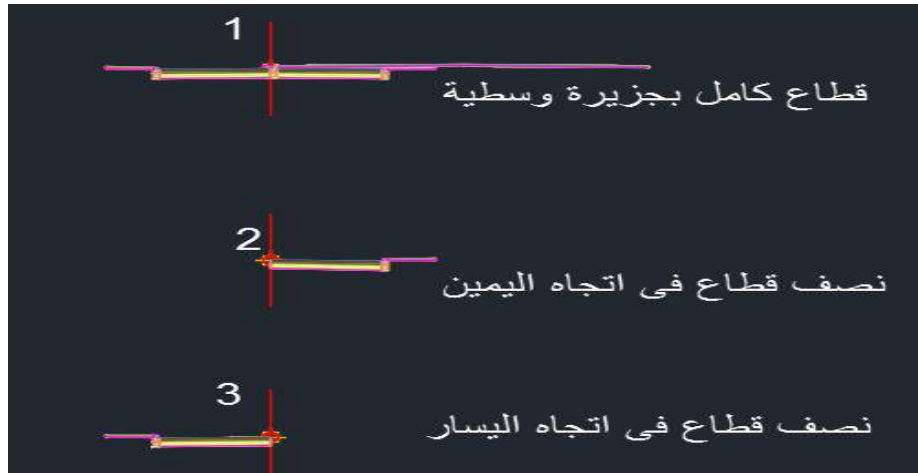 1
قطاع كامل بجزيرة وسطية
2
نصف قطاع فى اتجاه اليمين
3
نصف قطاع فى اتجاه اليسار